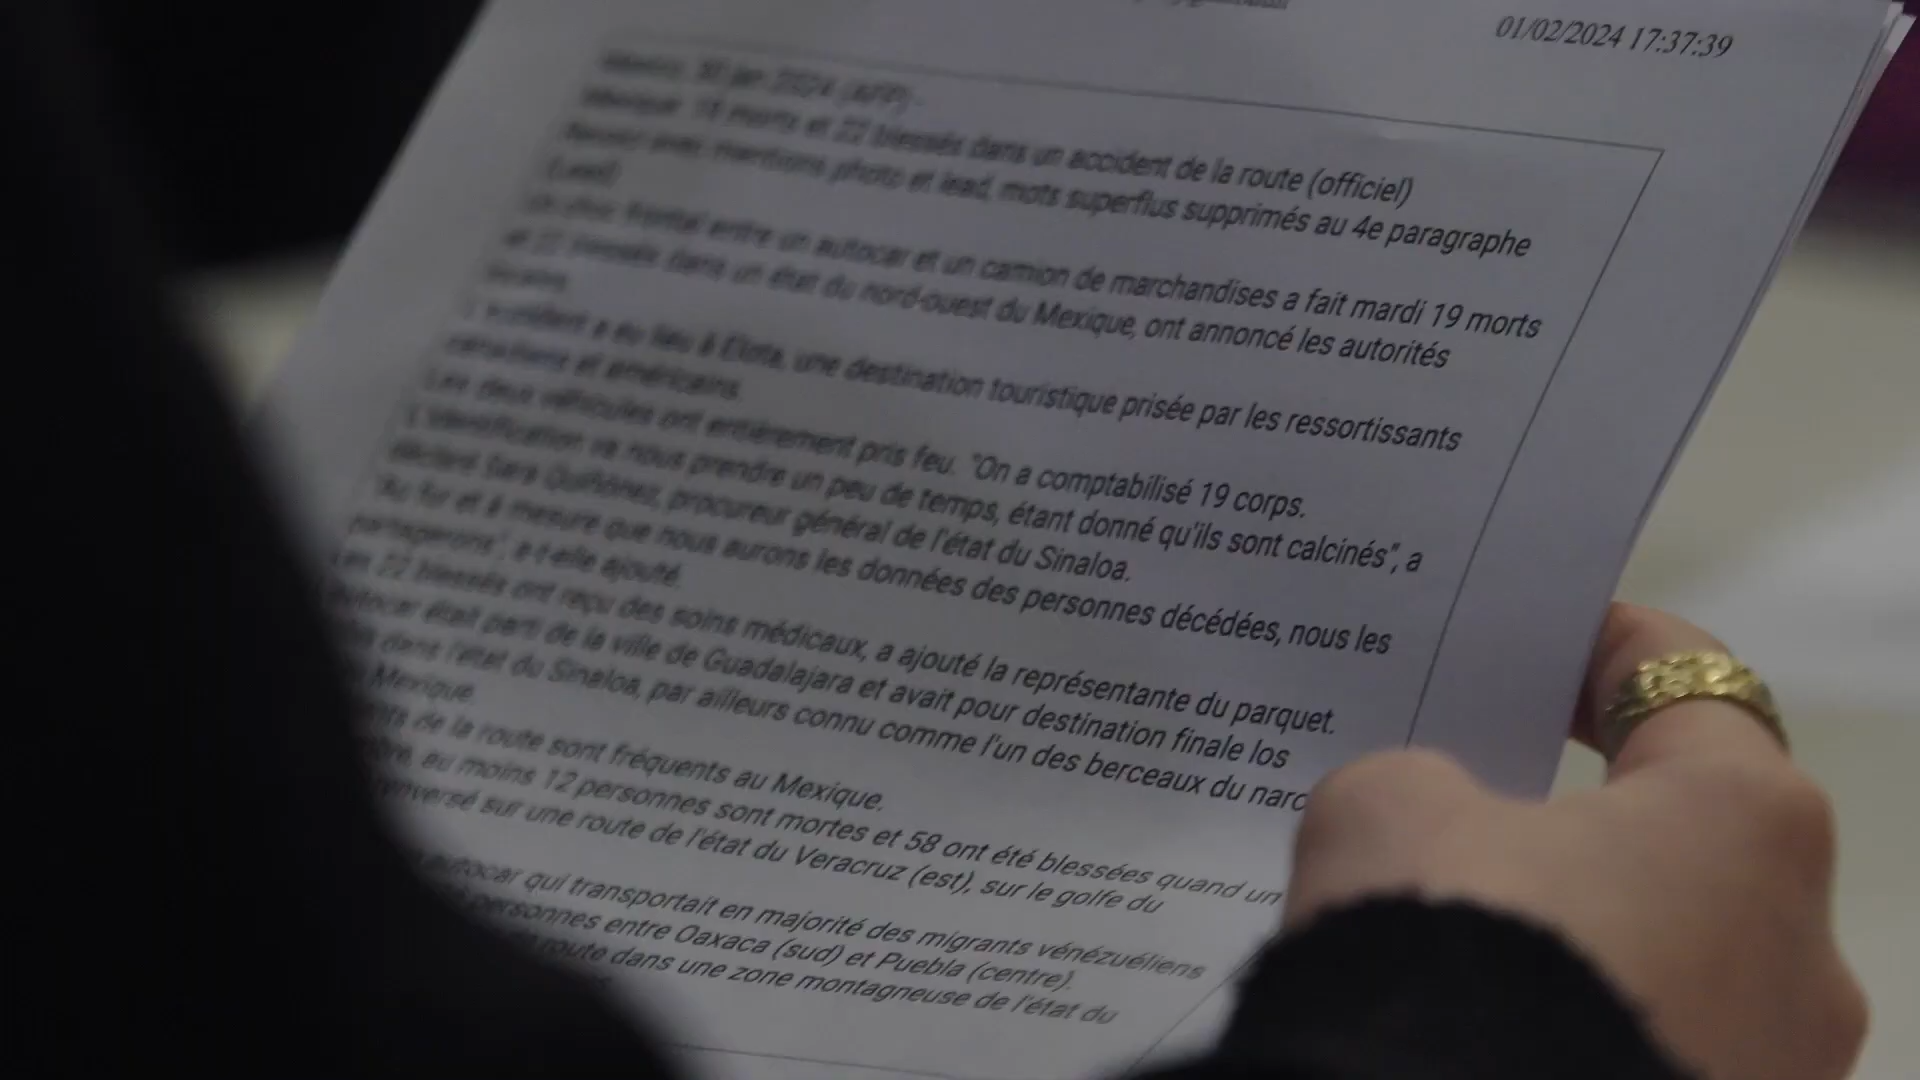 01/02/2024 17:37:39
Mexico, 30 jan 2024 (AFP) -
Mexique: 19 morts et 22 blessés dans un accident de la route (officiel)
avec mentions photo et lead, mots superflus supprimés au 4e paragraphe
(Lead)
Un choc frontal entre un autocar et un camion de marchandises a fait mardi 19 morts
et 22 blessés dans un état du nord-ouest du Mexique, ont annoncé les autorités
locales.
L'accident a eu lieu à Elota, une destination touristique prisée par les ressortissants
canadiens et américains.
Les deux véhicules ont entièrement pris feu. "On a comptabilisé 19 corps.
L'identification va nous prendre un peu de temps, étant donné qu'ils sont calcinés", a
déclaré Sara Quiñónez, procureur général de l'état du Sinaloa.
"Au fur et à mesure que nous aurons les données des personnes décédées, nous les
partagerons", a-t-elle ajouté.
Les 22 blessés ont reçu des soins médicaux, a ajouté la représentante du parquet.
autocar était parti de la ville de Guadalajara et avait pour destination finale los
dans l'état du Sinaloa, par ailleurs connu comme l'un des berceaux du narc
Mexique.
de la route sont fréquents au Mexique.
au moins 12 personnes sont mortes et 58 ont été blessées quand un
sur une route de l'état du Veracruz (est), sur le golfe du
autocar qui transportait en majorité des migrants vénézuéliens
personnes entre Oaxaca (sud) et Puebla (centre).
route dans une zone montagneuse de l'état du